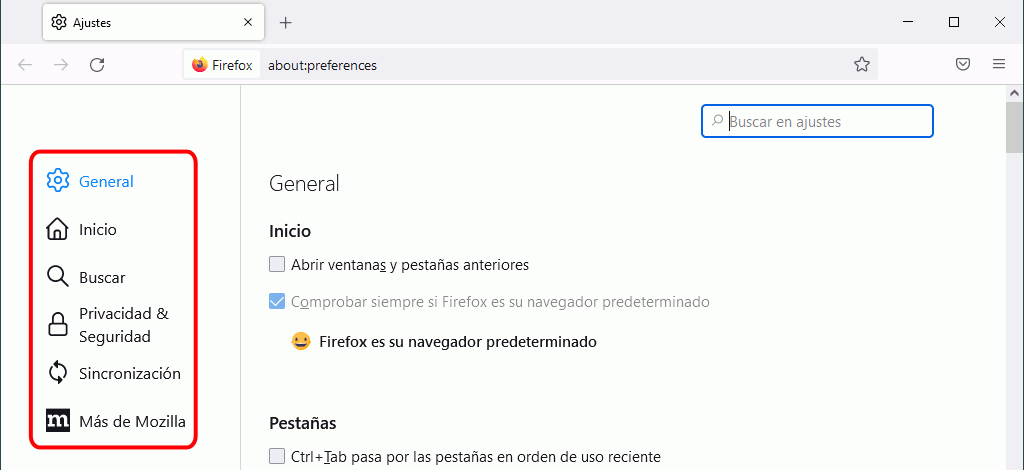 Ajustes
Firefox about:preferences
Buscar en ajustes
General
Inicio
Buscar
Privacidad &
Seguridad
Sincronización
Más de Mozilla
General
Inicio
Abrir ventanas y pestañas anteriores
Comprobar siempre si Firefox es su navegador predeterminado
Firefox es su navegador predeterminado
Pestañas
Ctrl+Tab pasa por las pestañas en orden de uso reciente